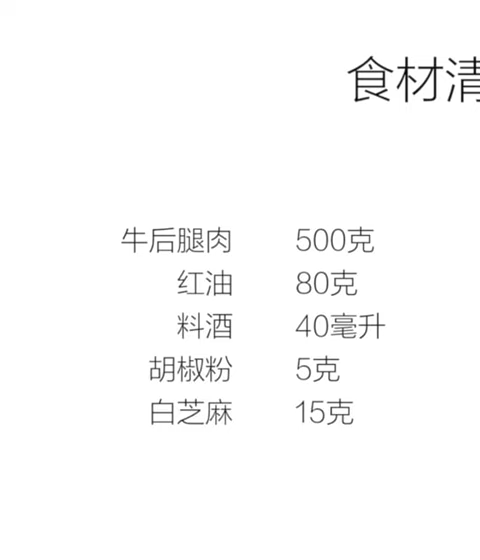 食材清
牛后腿肉 500克
红油 80克
料酒 40毫升
胡椒粉 5克
白芝麻 15克